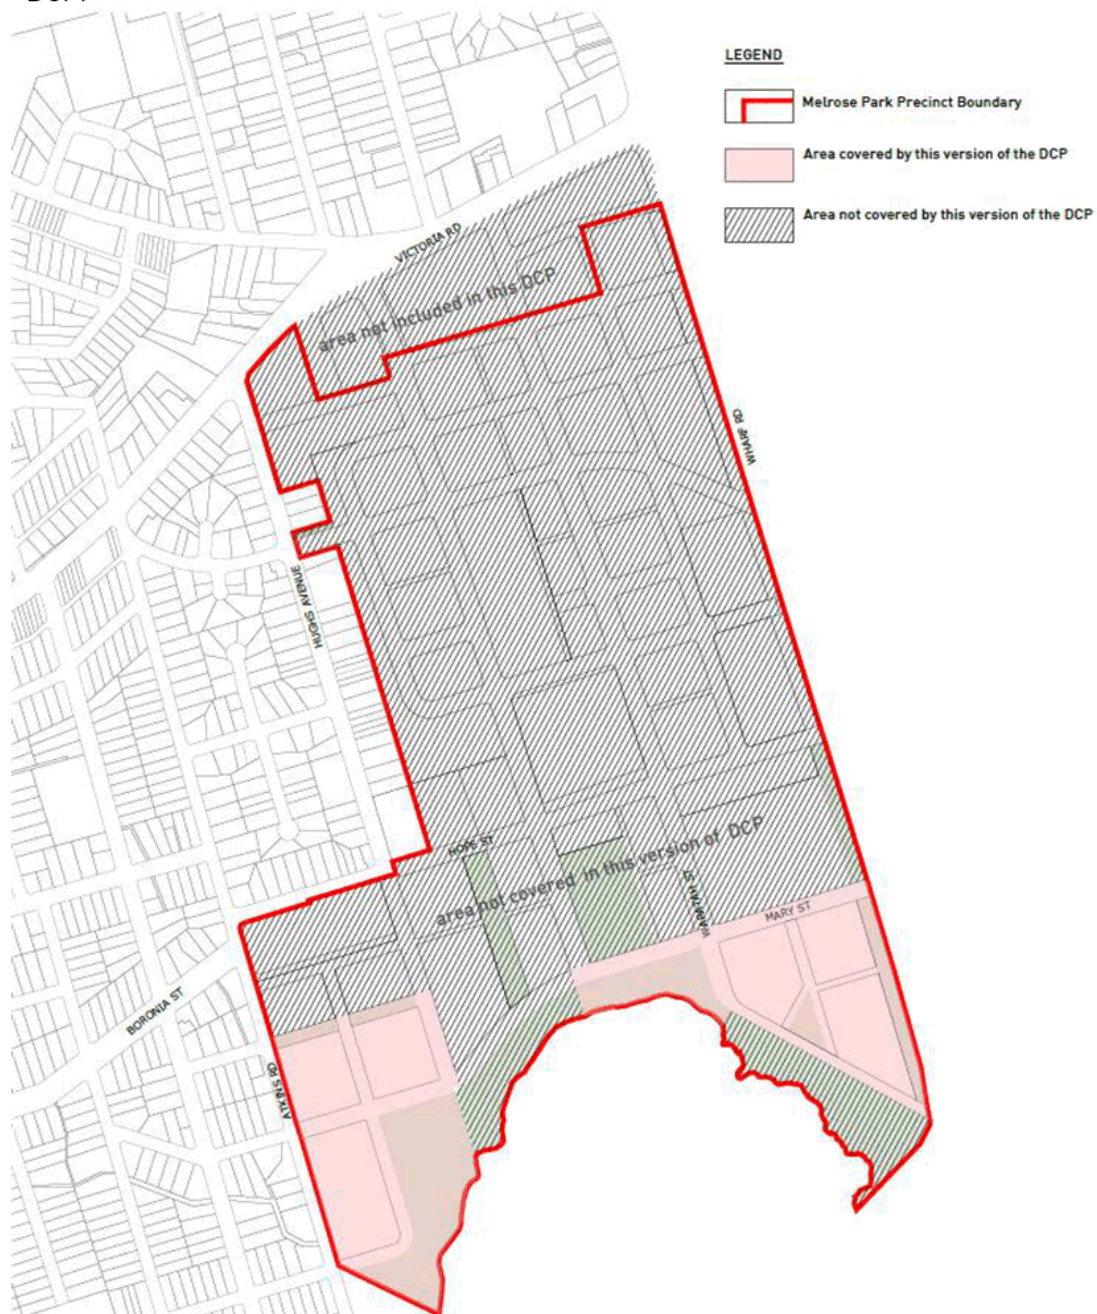 LEGEND
Melrose Park Precinct Boundary
Area covered by this version of the DCP
Area not covered by this version of the DCP
VICTORIA RD
area not included in this DCP
WHARF RD
HUGHS AVENUE
HOPE ST
area not covered in this version of DCP
WARATAH ST
MARY ST
BORONIA ST
ATKINS RD